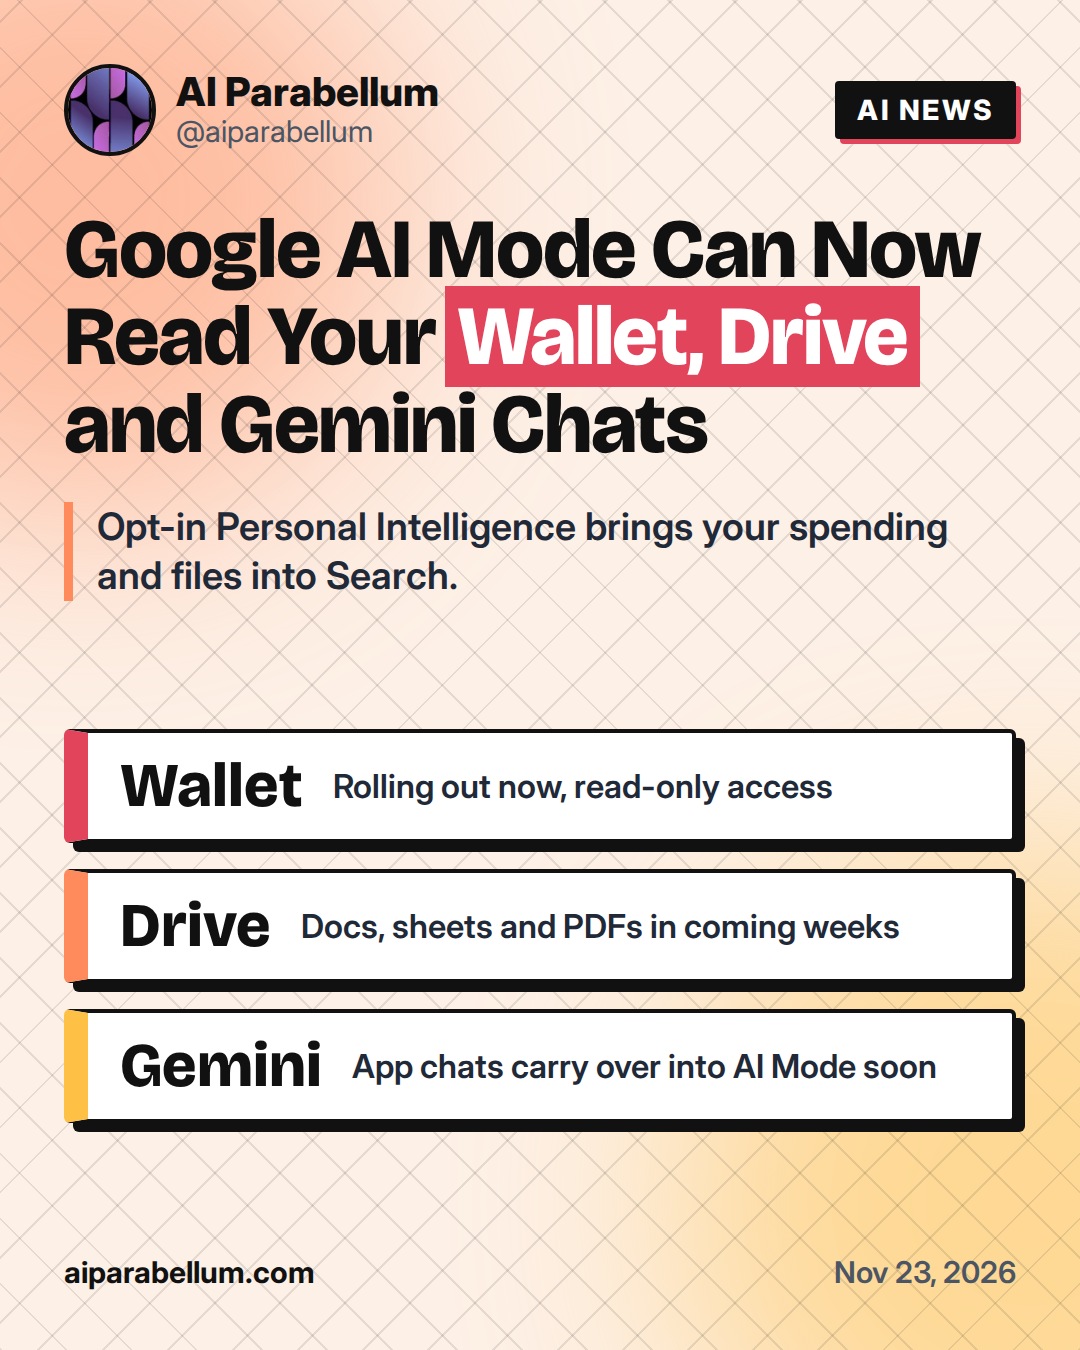 AI Parabellum
@aiparabellum
AI NEWS
Google AI Mode Can Now
Read Your Wallet, Drive
and Gemini Chats
Opt-in Personal Intelligence brings your spending
and files into Search.
Wallet Rolling out now, read-only access
Drive Docs, sheets and PDFs in coming weeks
Gemini App chats carry over into AI Mode soon
aiparabellum.com
Nov 23, 2026